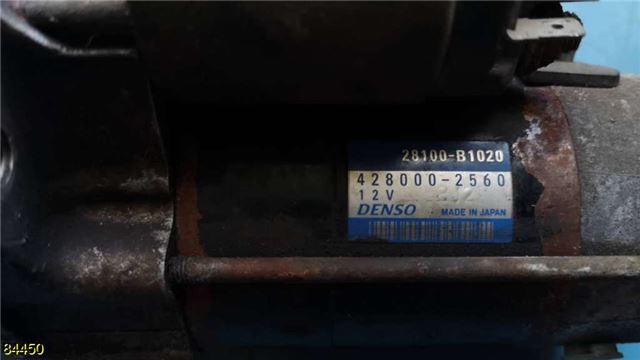 28100-B1020
428000-2560
12V
DENSO MADE IN JAPAN
84450